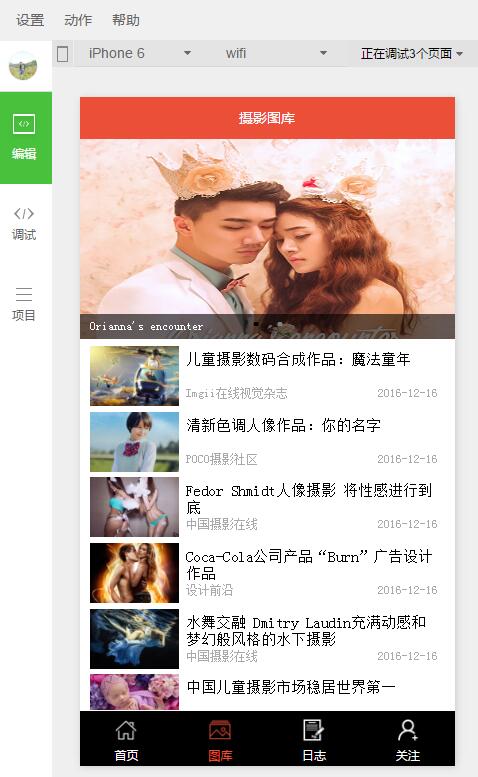 设置 动作 帮助
iPhone 6 wifi 正在调试3个页面
编辑
调试
项目
摄影图库
Orianna's encounter
儿童摄影数码合成作品：魔法童年
Imgii在线视觉杂志 2016-12-16
清新色调人像作品：你的名字
POCO摄影社区 2016-12-16
Fedor Shmidt人像摄影 将性感进行到
底
中国摄影在线 2016-12-16
Coca-Cola公司产品“Burn”广告设计
作品
设计前沿 2016-12-16
水舞交融 Dmitry Laudin充满动感和
梦幻般风格的水下摄影
中国摄影在线 2016-12-16
中国儿童摄影市场稳居世界第一
首页 图库 日志 关注